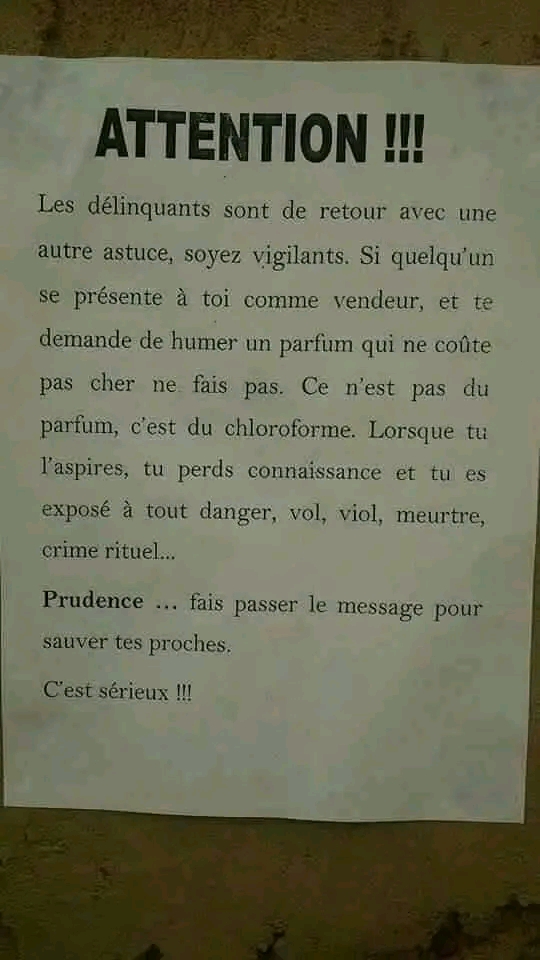 ATTENTION !!!
Les délinquants sont de retour avec une
autre astuce, soyez vigilants. Si quelqu'un
se présente à toi comme vendeur, et te
demande de humer un parfum qui ne coûte
pas cher ne fais pas. Ce n'est pas du
parfum, c'est du chloroforme. Lorsque tu
l'aspires, tu perds connaissance et tu es
exposé à tout danger, vol, viol, meurtre,
crime rituel...
Prudence ... fais passer le message pour
sauver tes proches.
C'est sérieux !!!